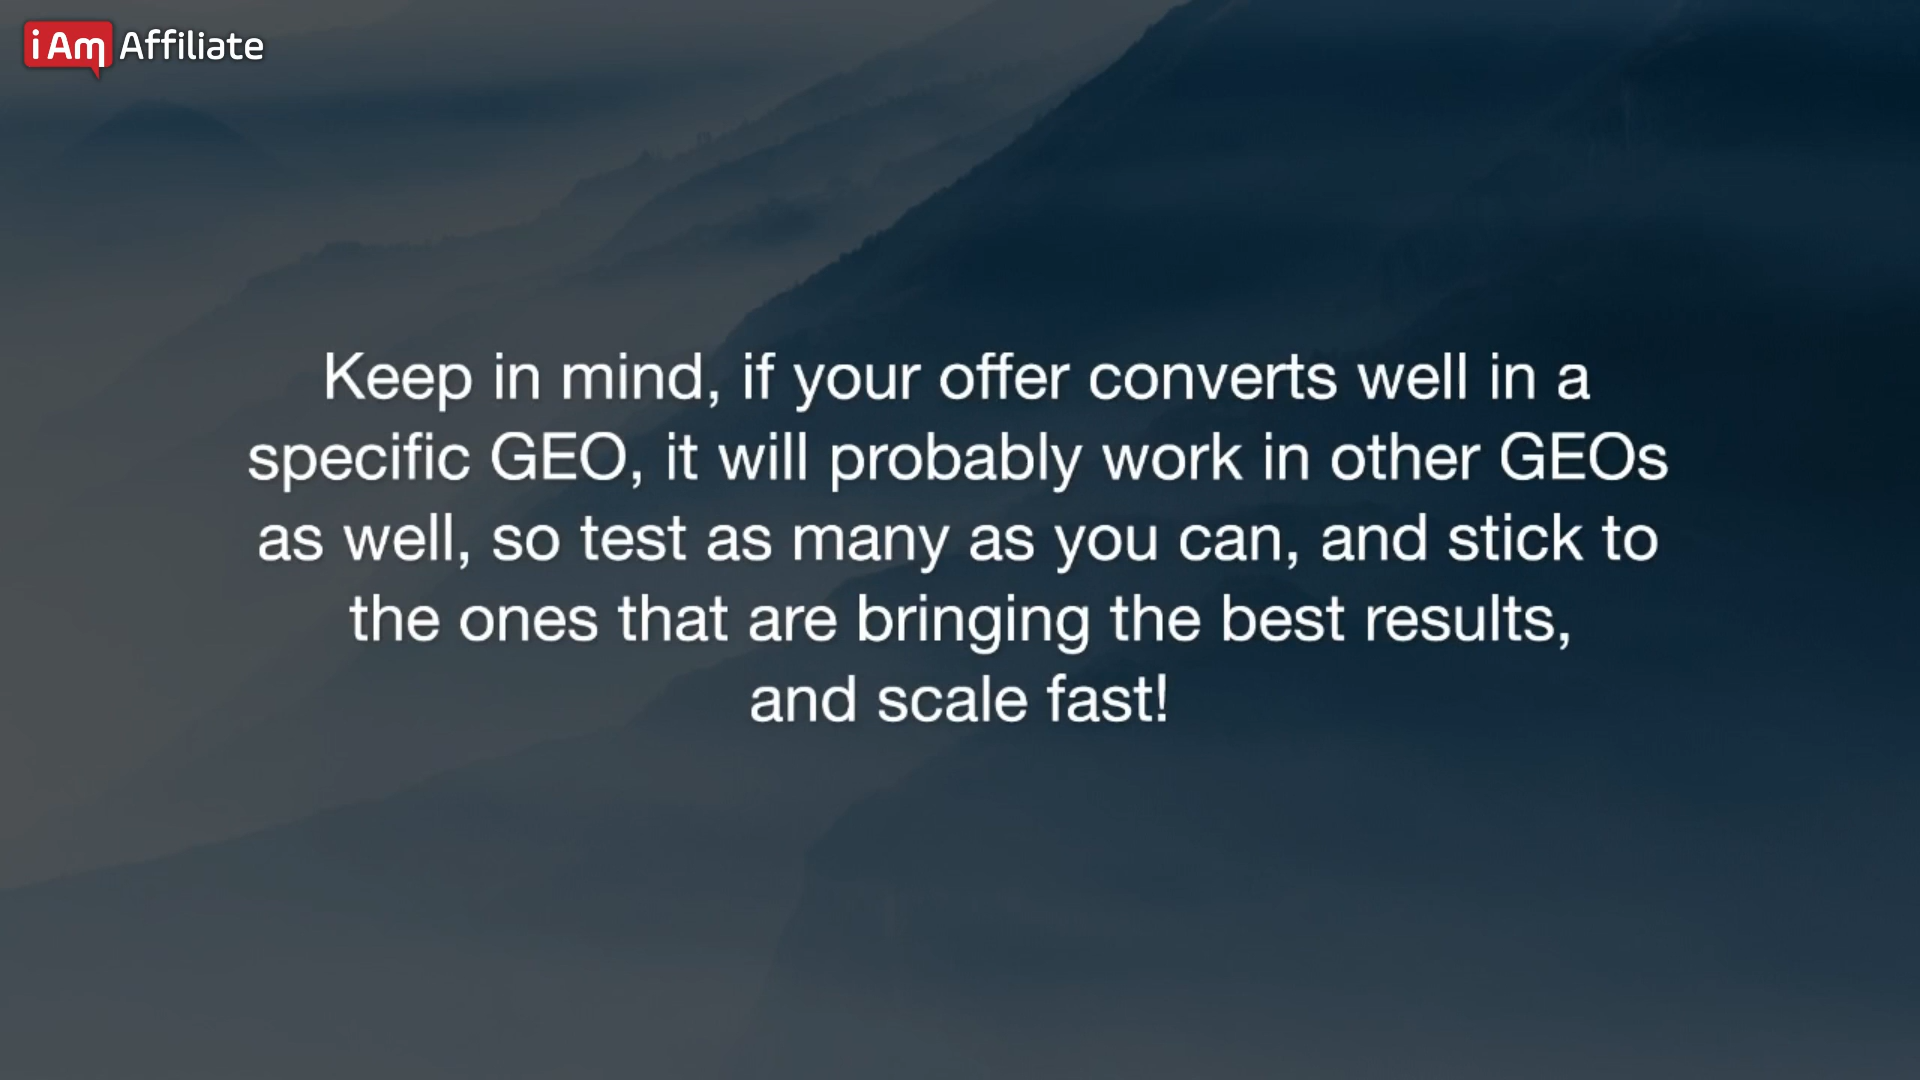 i Am Affiliate
Keep in mind, if your offer converts well in a
specific GEO, it will probably work in other GEOs
as well, so test as many as you can, and stick to
the ones that are bringing the best results,
and scale fast!